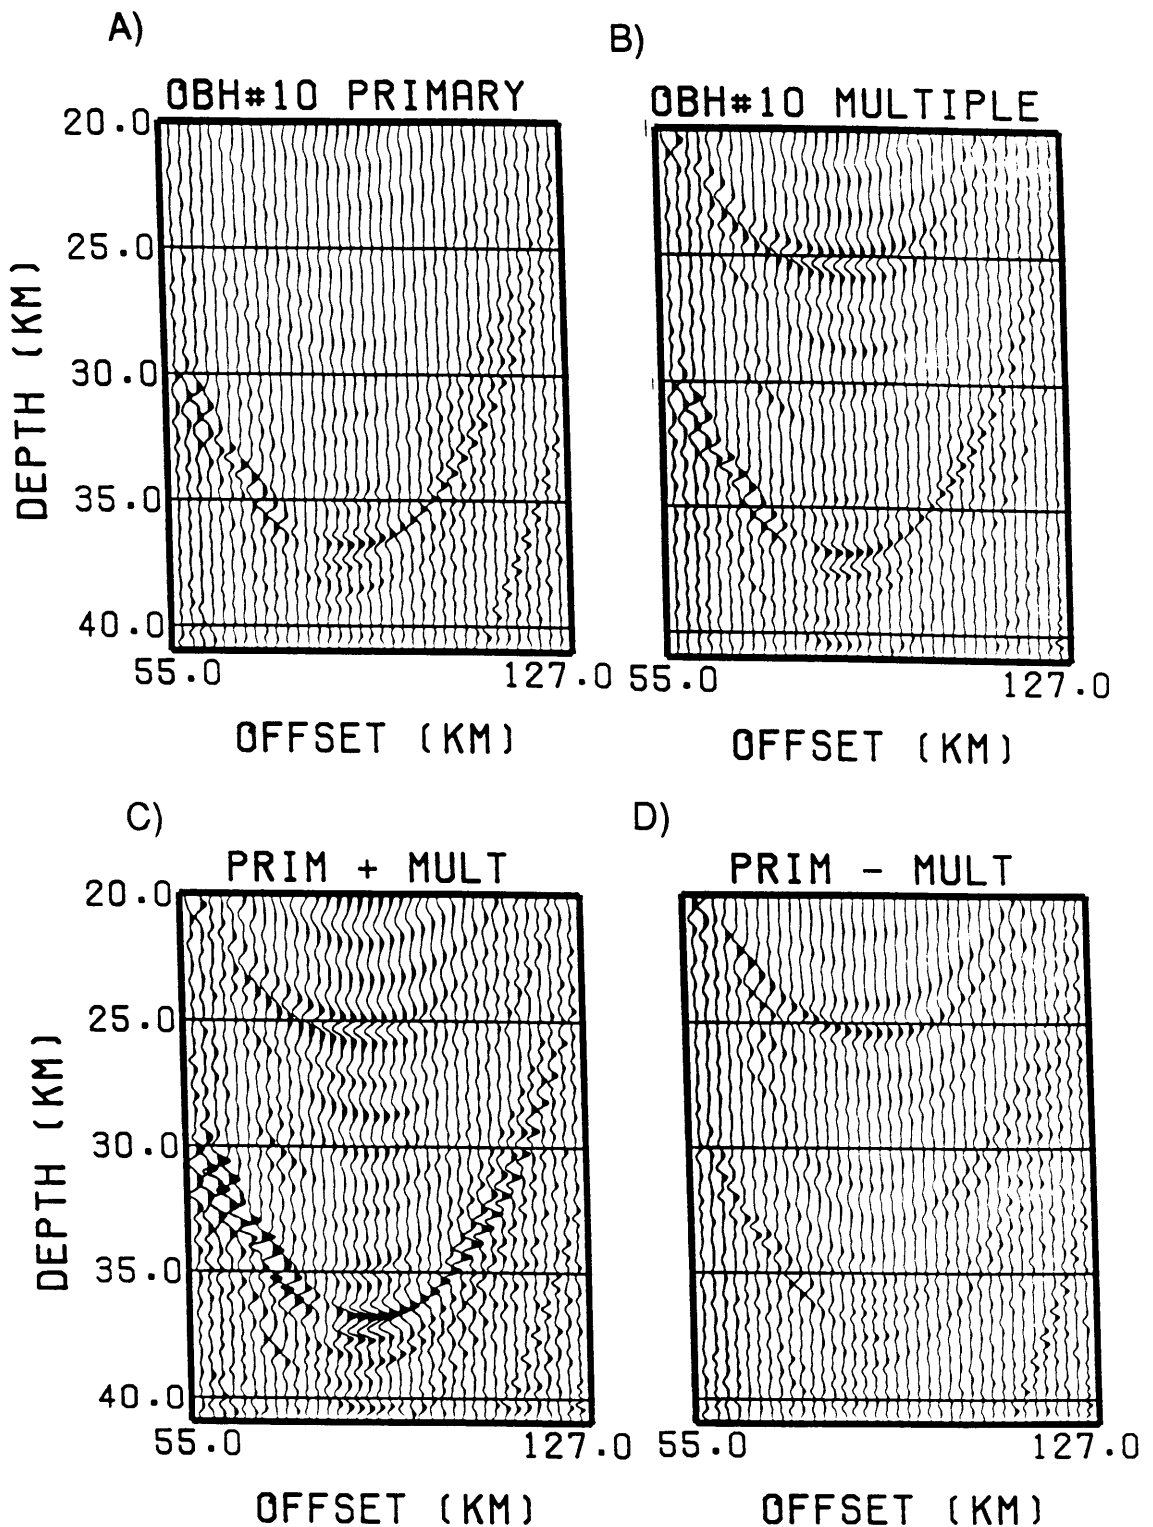 A)
OBH#10 PRIMARY
20.0
25.0
30.0
35.0
40.0
DEPTH (KM)
55.0
127.0
OFFSET (KM)
B)
OBH#10 MULTIPLE
55.0
127.0
OFFSET (KM)
C)
PRIM + MULT
20.0
25.0
30.0
35.0
40.0
DEPTH (KM)
55.0
127.0
OFFSET (KM)
D)
PRIM - MULT
55.0
127.0
OFFSET (KM)